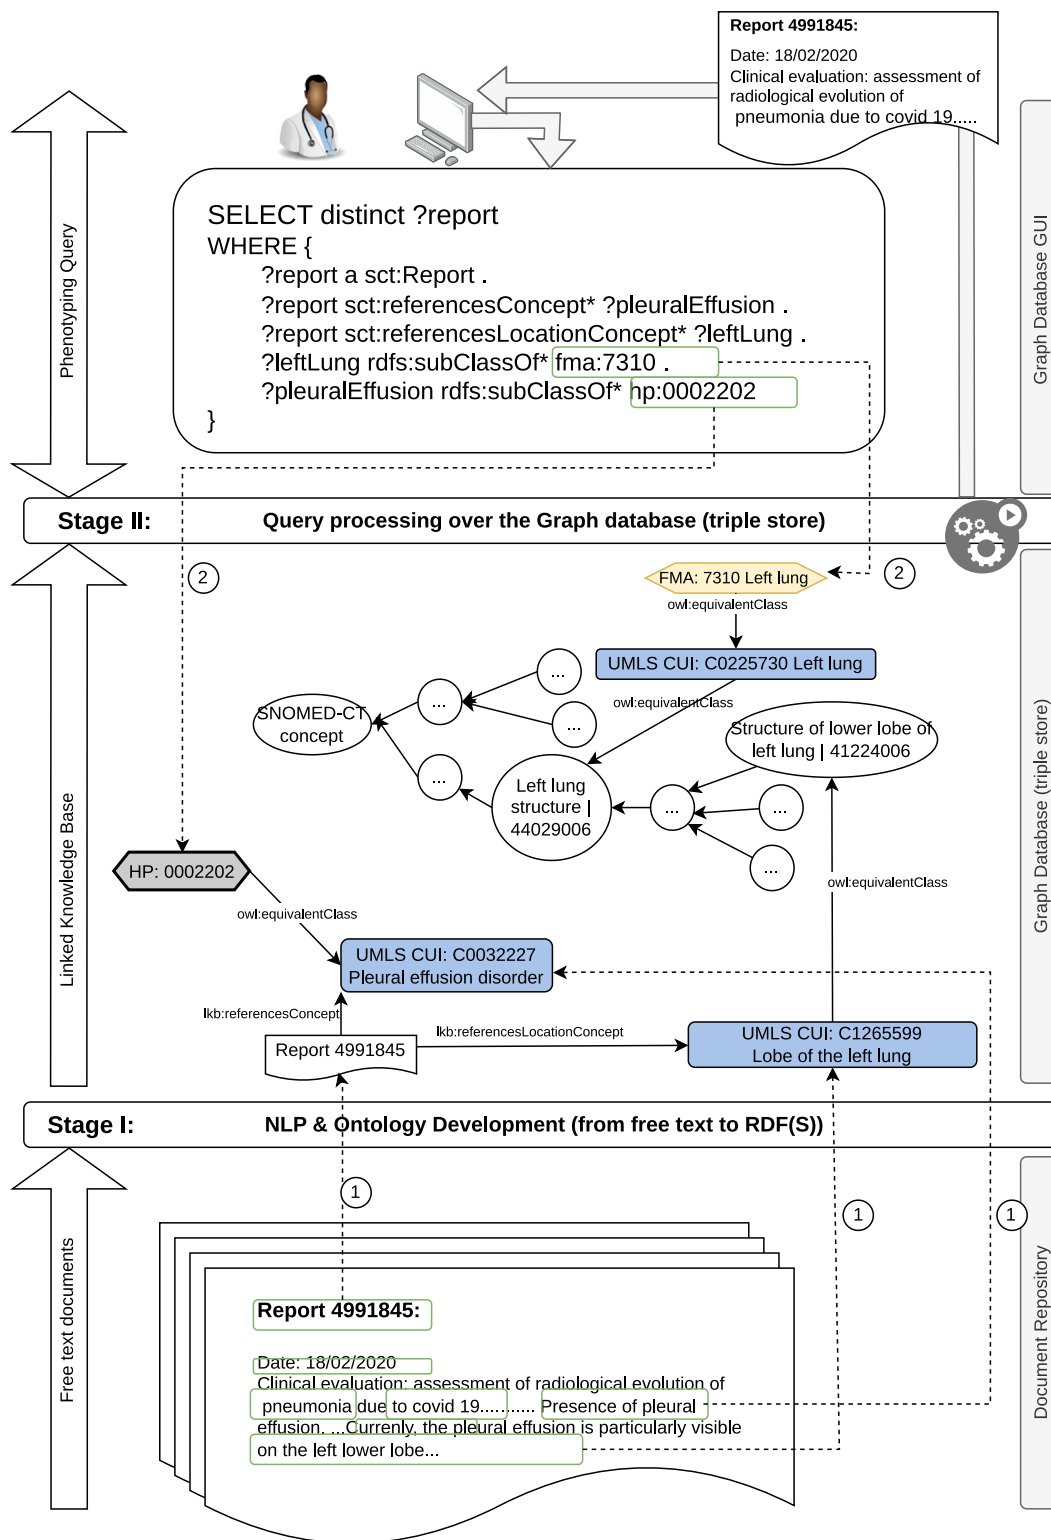 Report 4991845:
Date: 18/02/2020
Clinical evaluation: assessment of
radiological evolution of
pneumonia due to covid 19.....
Phenotyping Query
Graph Database GUI
SELECT distinct ?report
WHERE {
?report a sct:Report .
?report sct:referencesConcept* ?pleuralEffusion .
?report sct:referencesLocationConcept* ?leftLung .
?leftLung rdfs:subClassOf* fma:7310 .
?pleuralEffusion rdfs:subClassOf* hp:0002202
}
Stage II: Query processing over the Graph database (triple store)
Linked Knowledge Base
Graph Database (triple store)
2
FMA: 7310 Left lung
2
owl:equivalentClass
UMLS CUI: C0225730 Left lung
owl:equivalentClass
...
...
...
SNOMED-CT
concept
...
Structure of lower lobe of
left lung | 41224006
Left lung
structure |
44029006
...
...
...
HP: 0002202
owl:equivalentClass
owl:equivalentClass
UMLS CUI: C0032227
Pleural effusion disorder
lkb:referencesConcept
Report 4991845
lkb:referencesLocationConcept
UMLS CUI: C1265599
Lobe of the left lung
Stage I: NLP & Ontology Development (from free text to RDF(S))
Free text documents
Document Repository
1
1
1
Report 4991845:
Date: 18/02/2020
Clinical evaluation: assessment of radiological evolution of
pneumonia due to covid 19.......... Presence of pleural
effusion. ...Currenly, the pleural effusion is particularly visible
on the left lower lobe...